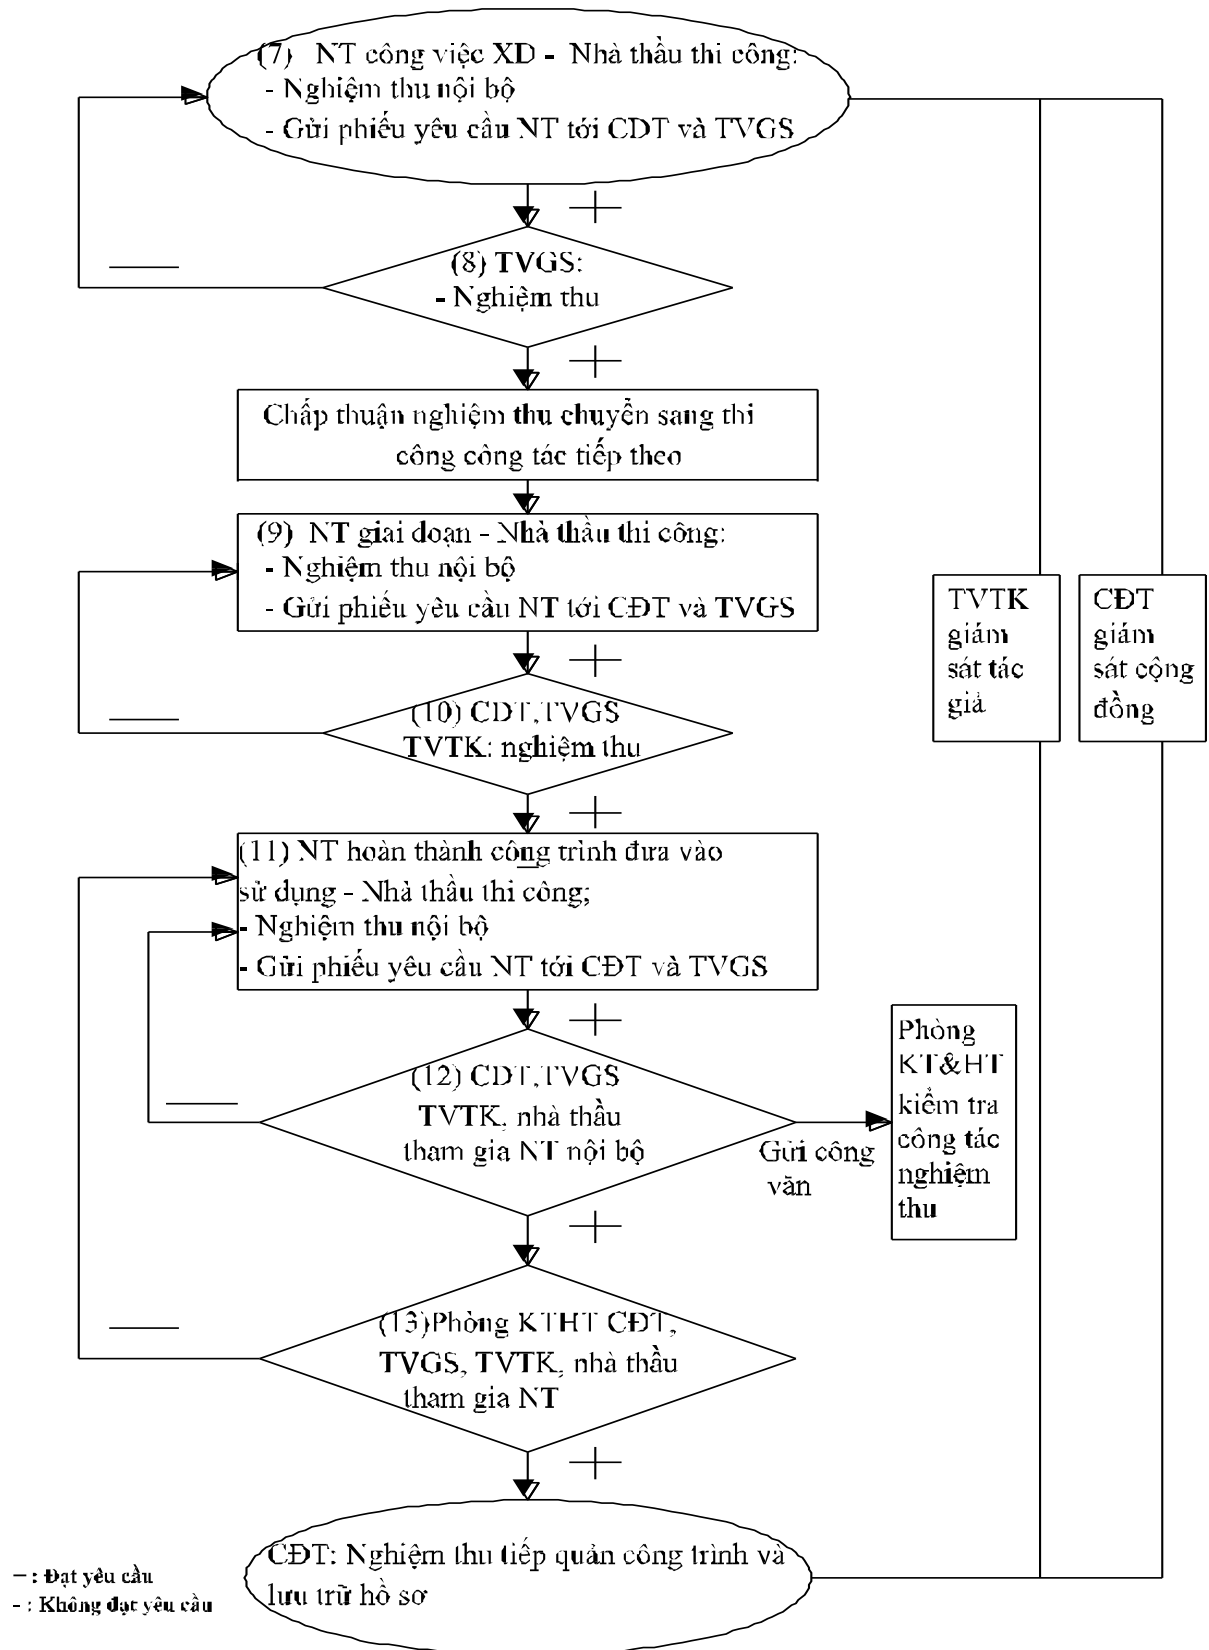 (7) NT công việc XD - Nhà thầu thi công:
- Nghiệm thu nội bộ
- Gửi phiếu yêu cầu NT tới CDT và TVGS
(8) TVGS:
- Nghiệm thu
Chấp thuận nghiệm thu chuyển sang thi
công công tác tiếp theo
(9) NT giai doạn - Nhà thầu thi công:
- Nghiệm thu nội bộ
- Gửi phiếu yêu cầu NT tới CĐT và TVGS
TVTK
giám
sát tác
giả
CĐT
giám
sát cộng
đồng
(10) CDT,TVGS
TVTK: nghiệm thu
(11) NT hoàn thành công trình đưa vào
sử dụng - Nhà thầu thi công;
- Nghiệm thu nội bộ
- Gửi phiếu yêu cầu NT tới CĐT và TVGS
(12) CDT,TVGS
TVTK, nhà thầu
tham gia NT nội bộ
Gửi công
văn
Phòng
KT&HT
kiểm tra
công tác
nghiệm
thu
(13)Phòng KTHT CĐT,
TVGS, TVTK, nhà thầu
tham gia NT
CĐT: Nghiệm thu tiếp quản công trình và
lưu trữ hồ sơ
– : Đạt yêu cầu
- : Không đạt yêu cầu